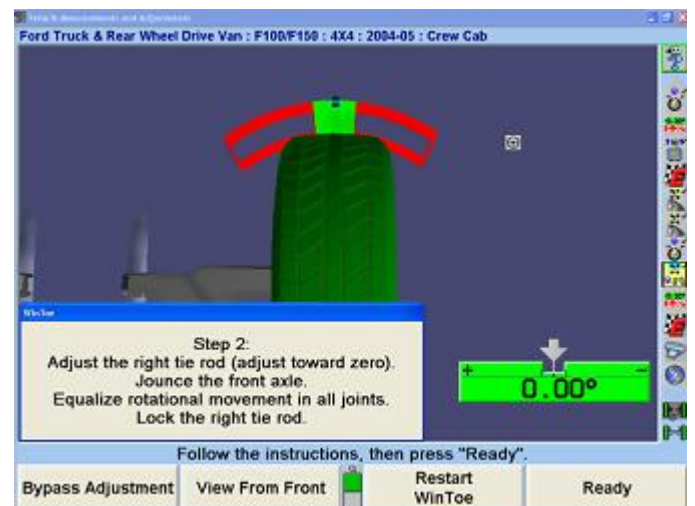 Ford Truck & Rear Wheel Drive Van : F100/F150 : 4X4 : 2004-05 : Crew Cab
WinToe
Step 2:
Adjust the right tie rod (adjust toward zero).
Jounce the front axle.
Equalize rotational movement in all joints.
Lock the right tie rod.
+ -
0.00°
Follow the instructions, then press "Ready".
Bypass Adjustment
View From Front
Restart
WinToe
Ready